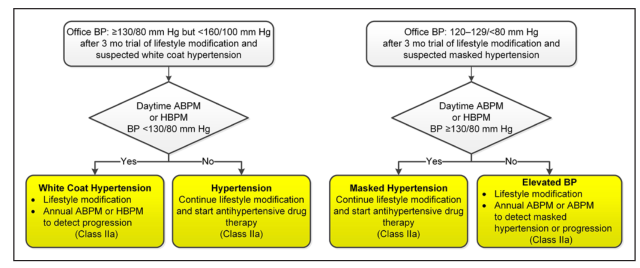 Office BP: ≥130/80 mm Hg but <160/100 mm Hg
after 3 mo trial of lifestyle modification and
suspected white coat hypertension
Daytime ABPM
or HBPM
BP <130/80 mm Hg
Yes
No
White Coat Hypertension
• Lifestyle modification
• Annual ABPM or HBPM
to detect progression
(Class IIa)
Hypertension
Continue lifestyle modification
and start antihypertensive drug
therapy
(Class IIa)
Office BP: 120–129/<80 mm Hg
after 3 mo trial of lifestyle modification and
suspected masked hypertension
Daytime ABPM
or HBPM
BP ≥130/80 mm Hg
Yes
No
Masked Hypertension
Continue lifestyle modification
and start antihypertensive drug
therapy
(Class IIa)
Elevated BP
• Lifestyle modification
• Annual ABPM or ABPM
to detect masked
hypertension or progression
(Class IIa)